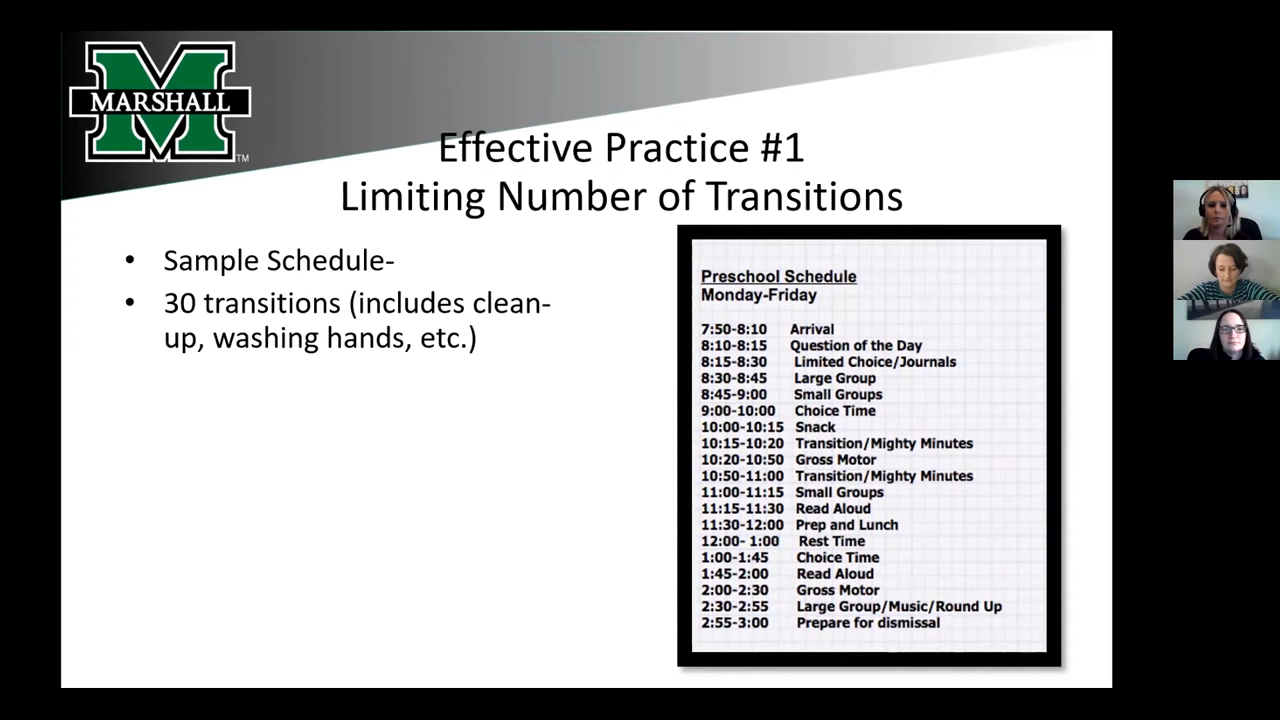 MARSHALL
TM
Effective Practice #1
Limiting Number of Transitions
• Sample Schedule-
• 30 transitions (includes clean-
up, washing hands, etc.)
Preschool Schedule
Monday-Friday
7:50-8:10 Arrival
8:10-8:15 Question of the Day
8:15-8:30 Limited Choice/Journals
8:30-8:45 Large Group
8:45-9:00 Small Groups
9:00-10:00 Choice Time
10:00-10:15 Snack
10:15-10:20 Transition/Mighty Minutes
10:20-10:50 Gross Motor
10:50-11:00 Transition/Mighty Minutes
11:00-11:15 Small Groups
11:15-11:30 Read Aloud
11:30-12:00 Prep and Lunch
12:00- 1:00 Rest Time
1:00-1:45 Choice Time
1:45-2:00 Read Aloud
2:00-2:30 Gross Motor
2:30-2:55 Large Group/Music/Round Up
2:55-3:00 Prepare for dismissal